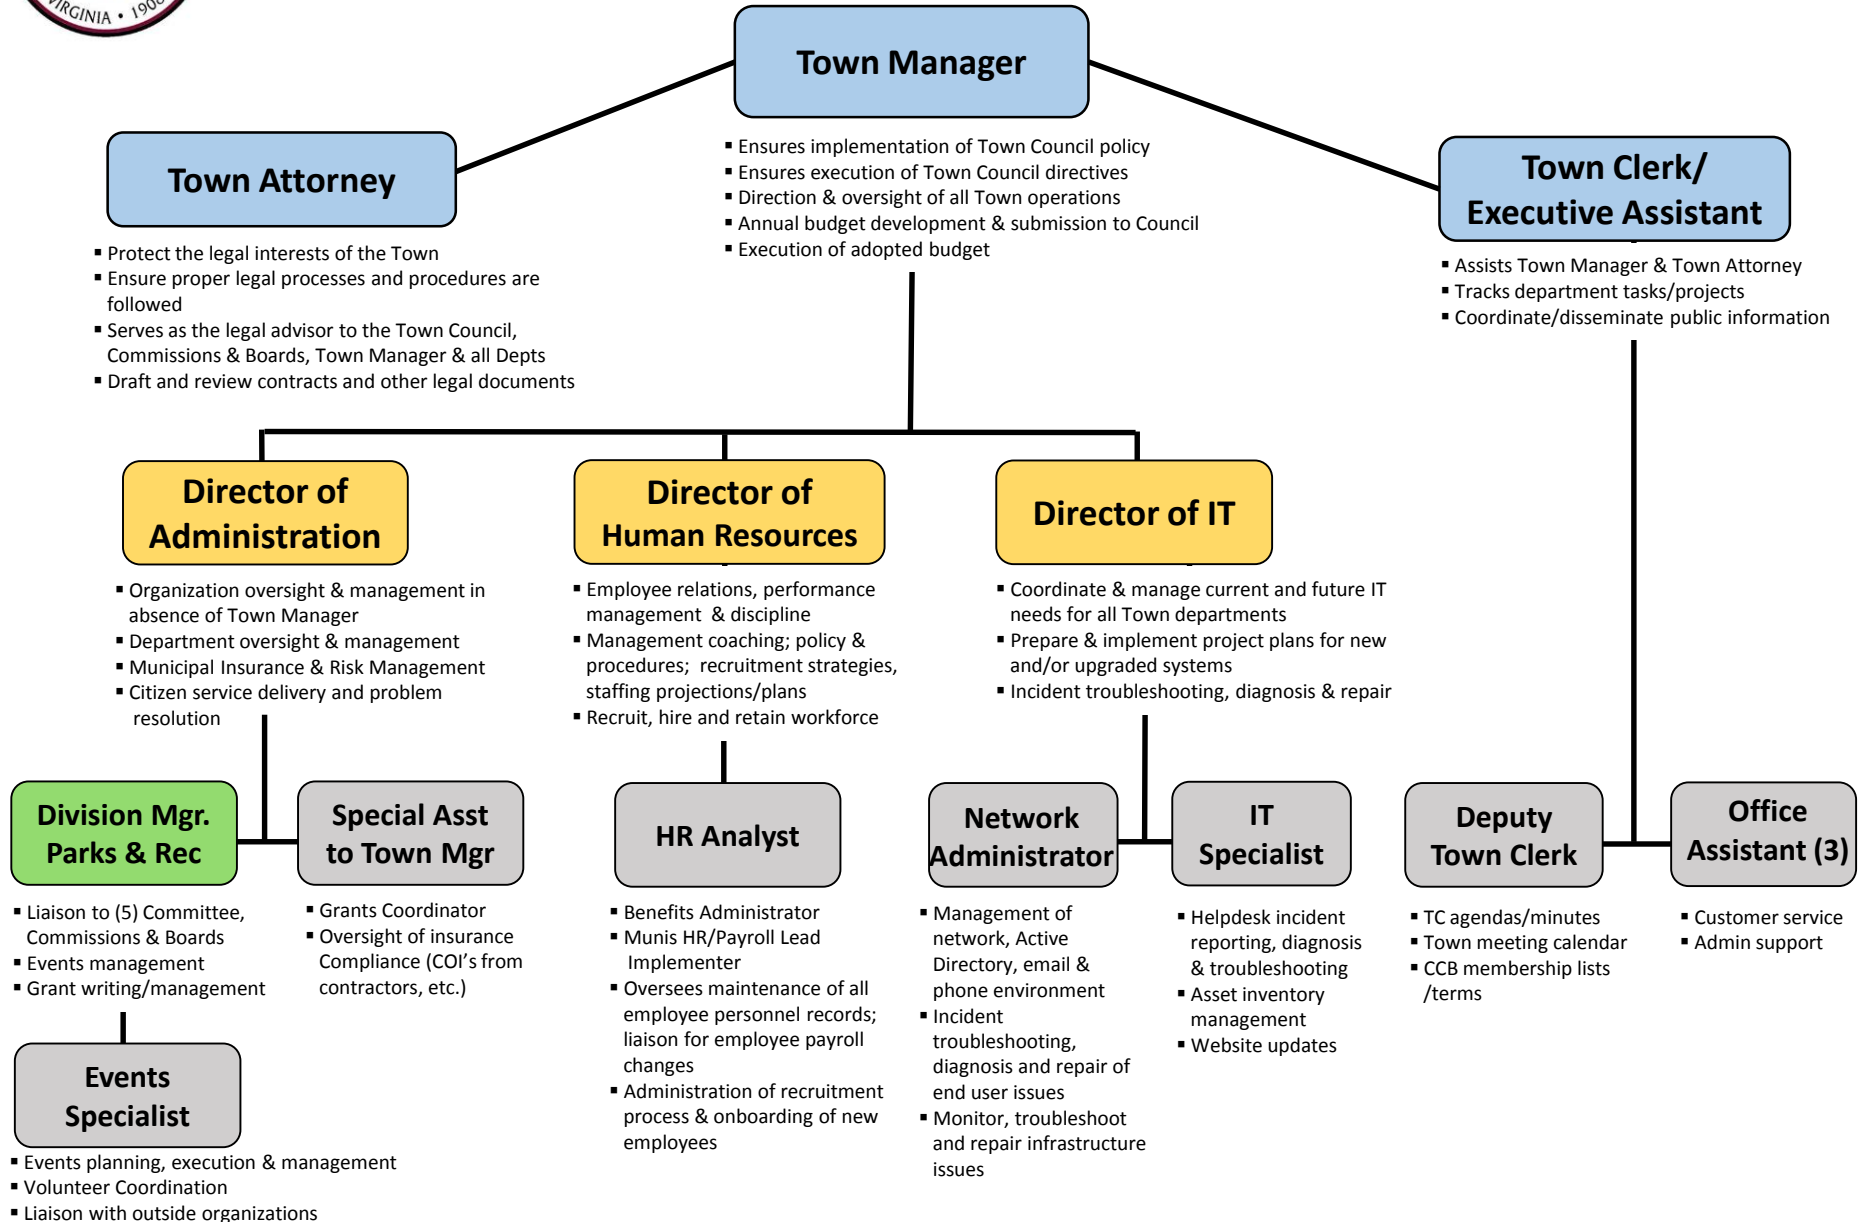 VIRGINIA • 1908
Town Manager
▪ Ensures implementation of Town Council policy
▪ Ensures execution of Town Council directives
▪ Direction & oversight of all Town operations
▪ Annual budget development & submission to Council
▪ Execution of adopted budget
Town Attorney
▪ Protect the legal interests of the Town
▪ Ensure proper legal processes and procedures are
followed
▪ Serves as the legal advisor to the Town Council,
Commissions & Boards, Town Manager & all Depts
▪ Draft and review contracts and other legal documents
Town Clerk/
Executive Assistant
▪ Assists Town Manager & Town Attorney
▪ Tracks department tasks/projects
▪ Coordinate/disseminate public information
Director of
Administration
▪ Organization oversight & management in
absence of Town Manager
▪ Department oversight & management
▪ Municipal Insurance & Risk Management
▪ Citizen service delivery and problem
resolution
Director of
Human Resources
▪ Employee relations, performance
management & discipline
▪ Management coaching; policy &
procedures; recruitment strategies,
staffing projections/plans
▪ Recruit, hire and retain workforce
Director of IT
▪ Coordinate & manage current and future IT
needs for all Town departments
▪ Prepare & implement project plans for new
and/or upgraded systems
▪ Incident troubleshooting, diagnosis & repair
Division Mgr.
Parks & Rec
▪ Liaison to (5) Committee,
Commissions & Boards
▪ Events management
▪ Grant writing/management
Special Asst
to Town Mgr
▪ Grants Coordinator
▪ Oversight of insurance
Compliance (COI's from
contractors, etc.)
HR Analyst
▪ Benefits Administrator
▪ Munis HR/Payroll Lead
Implementer
▪ Oversees maintenance of all
employee personnel records;
liaison for employee payroll
changes
▪ Administration of recruitment
process & onboarding of new
employees
Network
Administrator
▪ Management of
network, Active
Directory, email &
phone environment
▪ Incident
troubleshooting,
diagnosis and repair of
end user issues
▪ Monitor, troubleshoot
and repair infrastructure
issues
IT
Specialist
▪ Helpdesk incident
reporting, diagnosis
& troubleshooting
▪ Asset inventory
management
▪ Website updates
Deputy
Town Clerk
▪ TC agendas/minutes
▪ Town meeting calendar
▪ CCB membership lists
/terms
Office
Assistant (3)
▪ Customer service
▪ Admin support
Events
Specialist
▪ Events planning, execution & management
▪ Volunteer Coordination
▪ Liaison with outside organizations